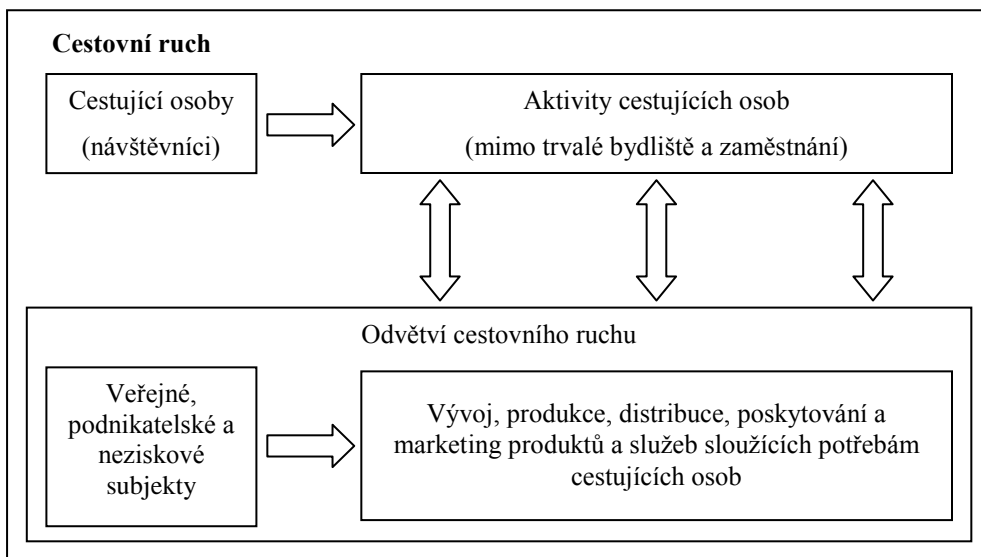 Cestovní ruch
Cestující osoby
(návštěvníci)
Aktivity cestujících osob
(mimo trvalé bydliště a zaměstnání)
Odvětví cestovního ruchu
Veřejné,
podnikatelské a
neziskové
subjekty
Vývoj, produkce, distribuce, poskytování a
marketing produktů a služeb sloužících potřebám
cestujících osob